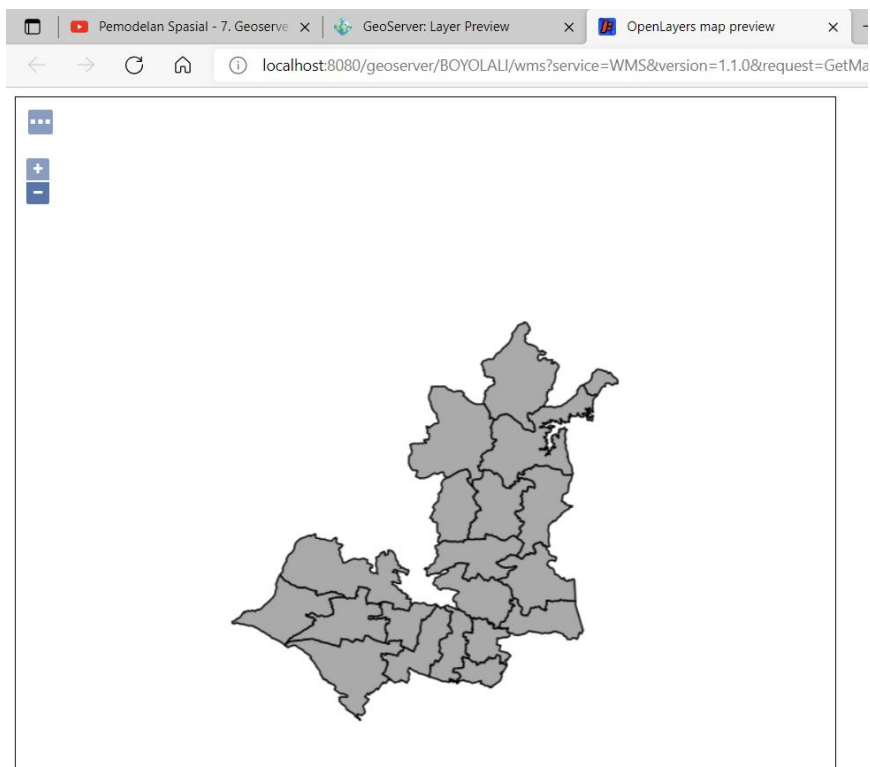 Pemodelan Spasial - 7. Geoserve
GeoServer: Layer Preview
OpenLayers map preview
localhost:8080/geoserver/BOYOLALI/wms?service=WMS&version=1.1.0&request=GetMa